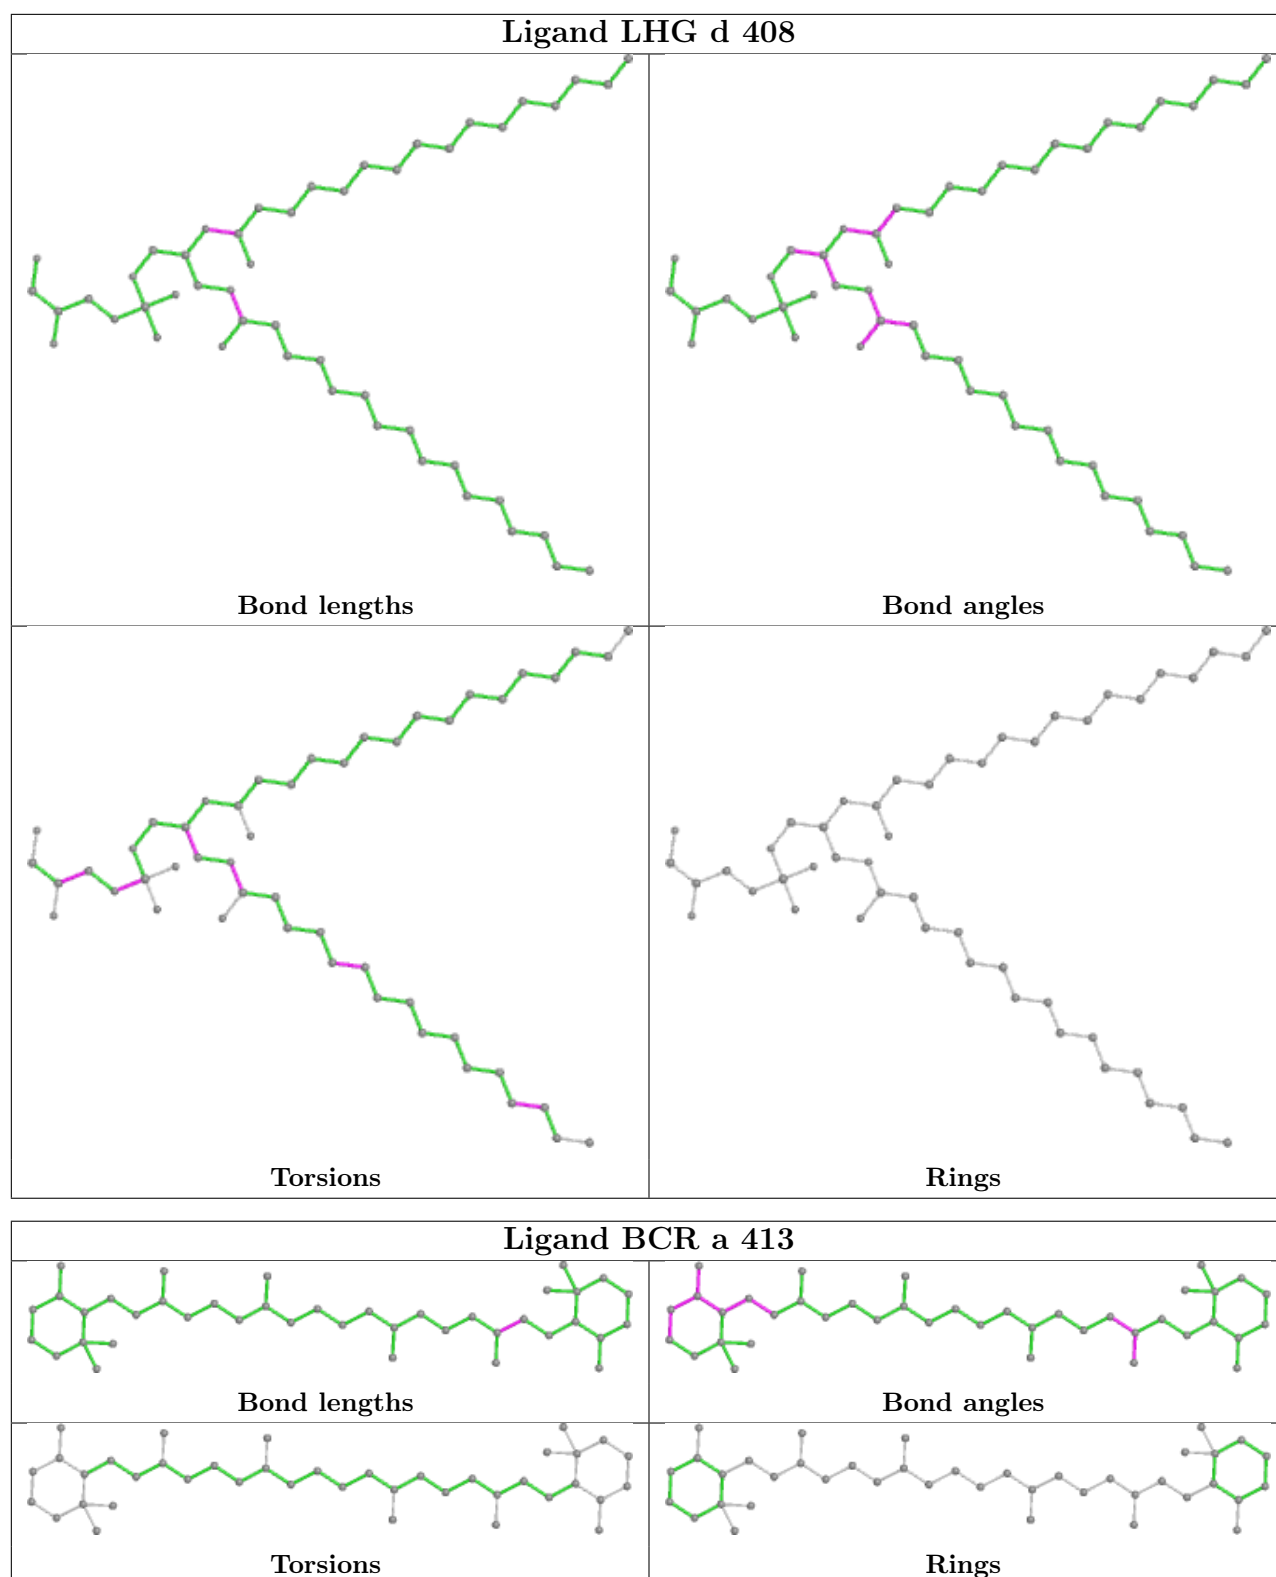 Ligand LHG d 408
Bond lengths
Bond angles
Torsions
Rings
Ligand BCR a 413
Bond lengths
Bond angles
Torsions
Rings